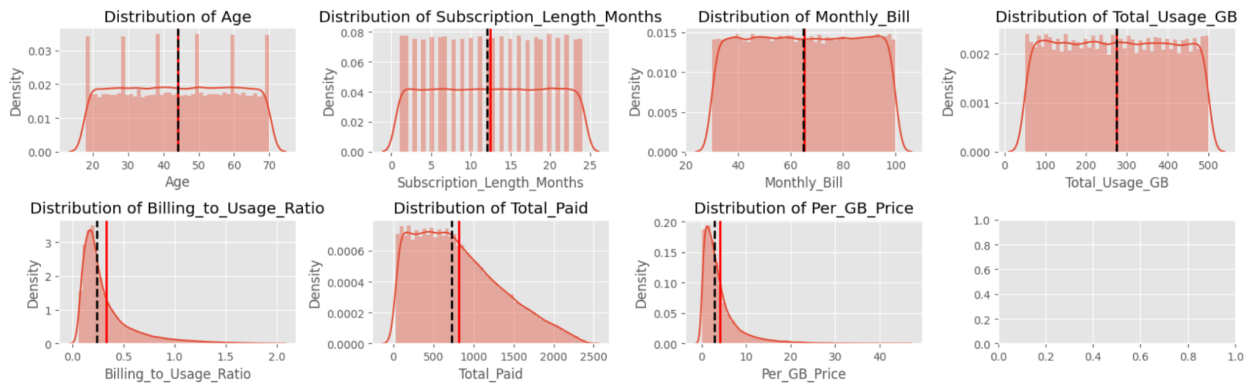 Distribution of Age
Distribution of Subscription_Length_Months
Distribution of Monthly_Bill
Distribution of Total_Usage_GB
Density
0.03
0.02
0.01
0.00
20 30 40 50 60 70
Age
Density
0.08
0.06
0.04
0.02
0.00
0 5 10 15 20 25
Subscription_Length_Months
Density
0.015
0.010
0.005
0.000
20 40 60 80 100
Monthly_Bill
Density
0.002
0.001
0.000
0 100 200 300 400 500
Total_Usage_GB
Distribution of Billing_to_Usage_Ratio
Distribution of Total_Paid
Distribution of Per_GB_Price
Density
3
2
1
0
0.0 0.5 1.0 1.5 2.0
Billing_to_Usage_Ratio
Density
0.0006
0.0004
0.0002
0.0000
0 500 1000 1500 2000 2500
Total_Paid
Density
0.20
0.15
0.10
0.05
0.00
0 10 20 30 40
Per_GB_Price
1.0
0.8
0.6
0.4
0.2
0.0
0.0 0.2 0.4 0.6 0.8 1.0